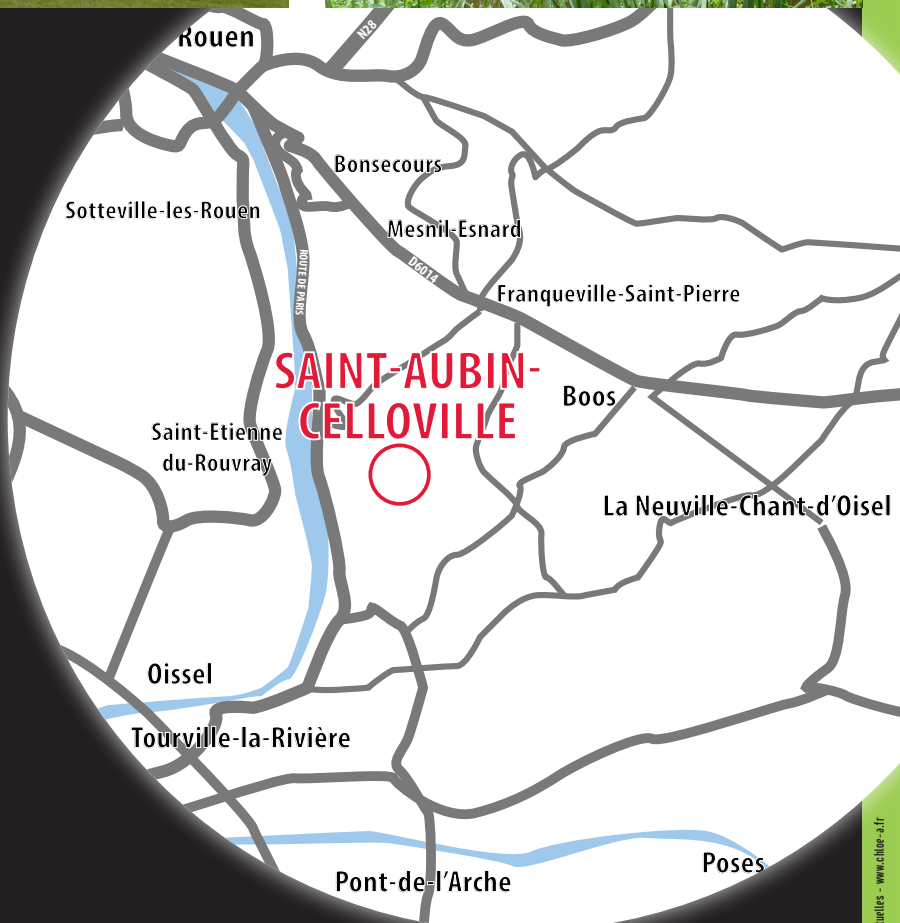 Rouen
N28
Bonsecours
Sotteville-les-Rouen
Mesnil-Esnard
ROUTE DE PARIS
D6014
Franqueville-Saint-Pierre
SAINT-AUBIN-
CELLOVILLE
Boos
Saint-Etienne
du-Rouvray
La Neuville-Chant-d'Oisel
Oissel
Tourville-la-Rivière
Poses
Pont-de-l'Arche
- www.chloe-a.fr